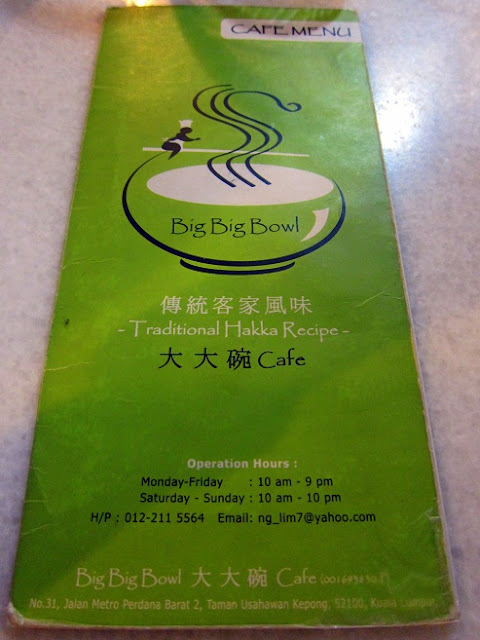 CAFE MENU
Big Big Bowl
傳統客家風味
- Traditional Hakka Recipe -
大大碗 Cafe
Operation Hours :
Monday-Friday : 10 am - 9 pm
Saturday - Sunday : 10 am - 10 pm
H/P : 012-211 5564 Email: ng_lim7@yahoo.com
Big Big Bowl 大大碗 Cafe
No.31, Jalan Metro Perdana Barat 2, Taman Usahawan Kepong, 52100, Kuala Lumpur